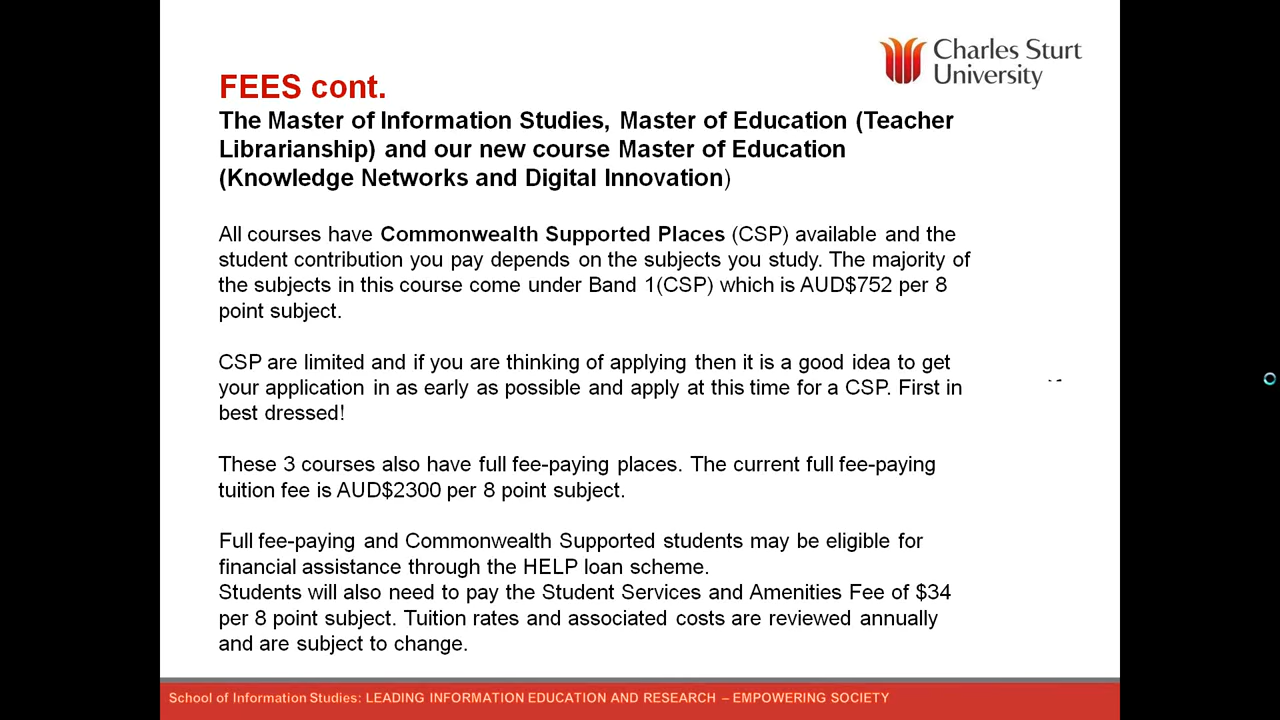 Charles Sturt
University
FEES cont.
The Master of Information Studies, Master of Education (Teacher
Librarianship) and our new course Master of Education
(Knowledge Networks and Digital Innovation)
All courses have Commonwealth Supported Places (CSP) available and the
student contribution you pay depends on the subjects you study. The majority of
the subjects in this course come under Band 1(CSP) which is AUD$752 per 8
point subject.
CSP are limited and if you are thinking of applying then it is a good idea to get
your application in as early as possible and apply at this time for a CSP. First in
best dressed!
These 3 courses also have full fee-paying places. The current full fee-paying
tuition fee is AUD$2300 per 8 point subject.
Full fee-paying and Commonwealth Supported students may be eligible for
financial assistance through the HELP loan scheme.
Students will also need to pay the Student Services and Amenities Fee of $34
per 8 point subject. Tuition rates and associated costs are reviewed annually
and are subject to change.
School of Information Studies: LEADING INFORMATION EDUCATION AND RESEARCH – EMPOWERING SOCIETY